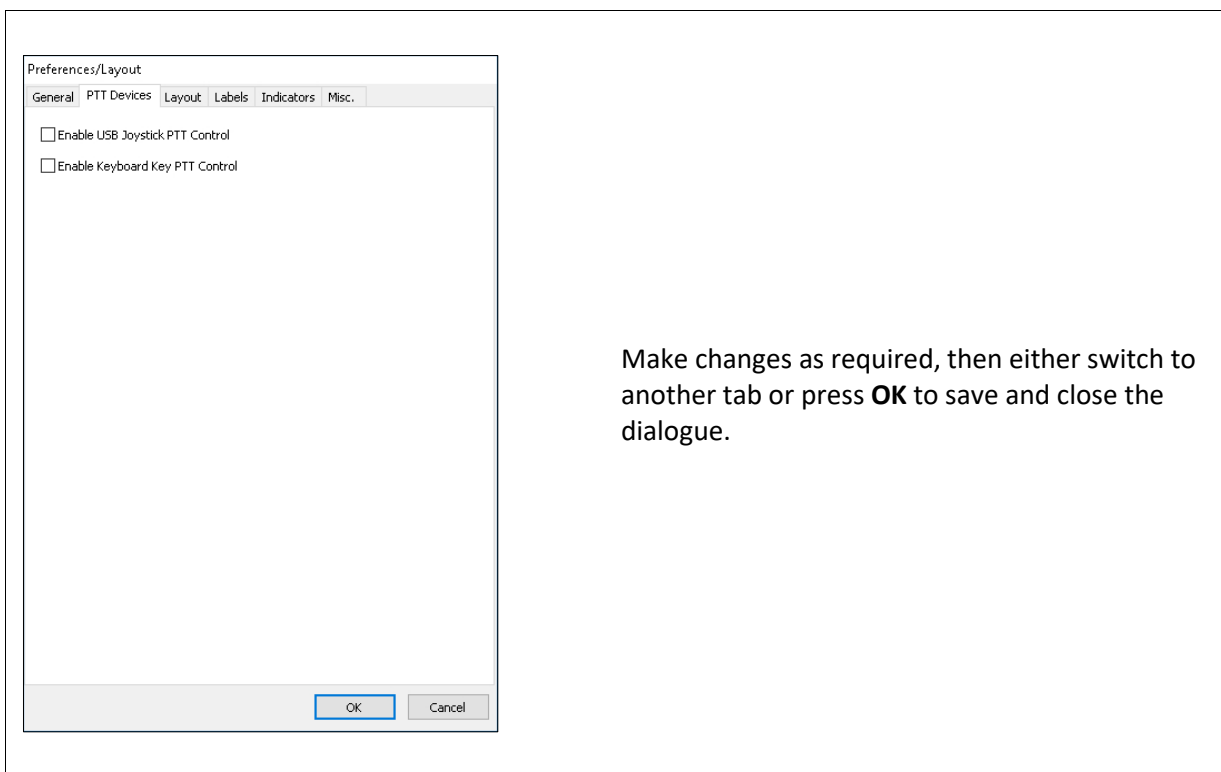 Preferences/Layout
General PTT Devices Layout Labels Indicators Misc.
Enable USB Joystick PTT Control
Enable Keyboard Key PTT Control
Make changes as required, then either switch to
another tab or press OK to save and close the
dialogue.
OK Cancel